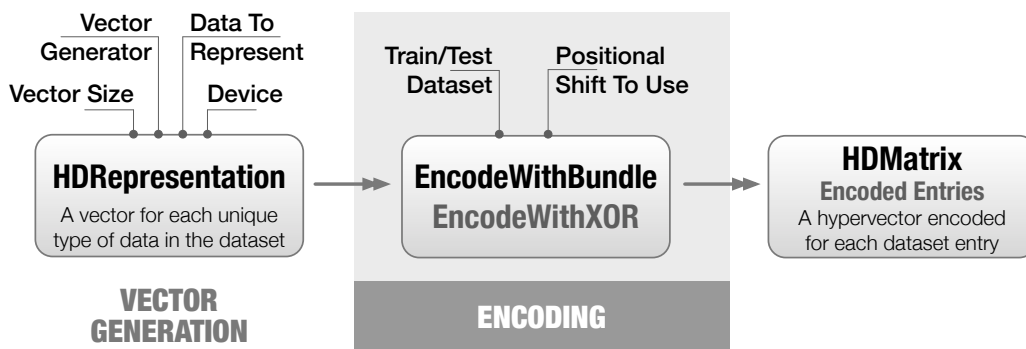 Vector
Generator
Data To
Represent
Vector Size
Device
HDRepresentation
A vector for each unique
type of data in the dataset
VECTOR
GENERATION
Train/Test
Dataset
Positional
Shift To Use
EncodeWithBundle
EncodeWithXOR
ENCODING
HDMatrix
Encoded Entries
A hypervector encoded
for each dataset entry